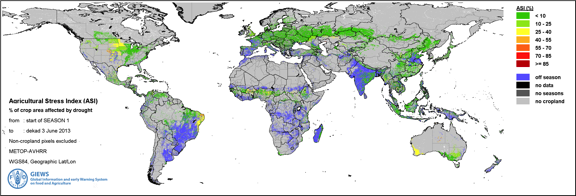 ASI (%)
< 10
10 - 25
25 - 40
40 - 55
55 - 70
70 - 85
>= 85
off season
no data
no seasons
no cropland
Agricultural Stress Index (ASI)
% of crop area affected by drought
from : start of SEASON 1
to : dekad 3 June 2013
Non-cropland pixels excluded
METOP-AVHRR
WGS84, Geographic Lat/Lon
GIEWS
Global Information and early Warning System
on Food and Agriculture